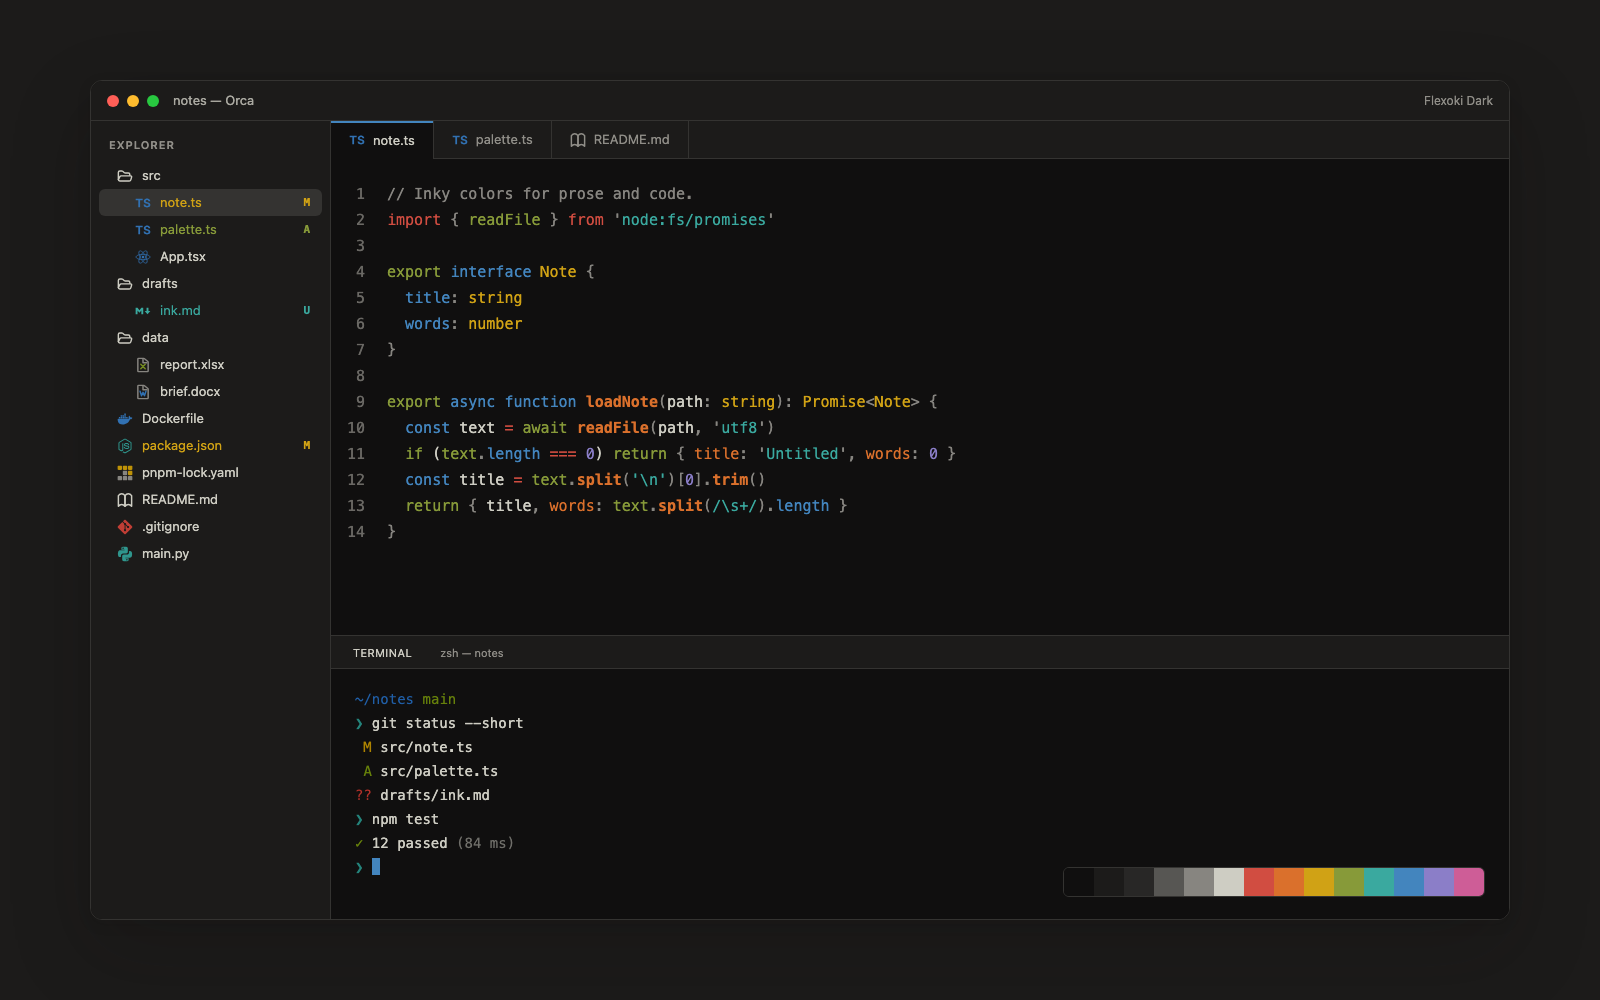 notes — Orca
Flexoki Dark
EXPLORER
src
TS note.ts M
TS palette.ts A
App.tsx
drafts
M↓ ink.md U
data
report.xlsx
brief.docx
Dockerfile
package.json M
pnpm-lock.yaml
README.md
.gitignore
main.py
TS note.ts
TS palette.ts
README.md
1 // Inky colors for prose and code.
2 import { readFile } from 'node:fs/promises'
3
4 export interface Note {
5   title: string
6   words: number
7 }
8
9 export async function loadNote(path: string): Promise<Note> {
10   const text = await readFile(path, 'utf8')
11   if (text.length === 0) return { title: 'Untitled', words: 0 }
12   const title = text.split('\n')[0].trim()
13   return { title, words: text.split(/\s+/).length }
14 }
TERMINAL
zsh — notes
~/notes main
❯ git status --short
 M src/note.ts
 A src/palette.ts
?? drafts/ink.md
❯ npm test
✓ 12 passed (84 ms)
❯